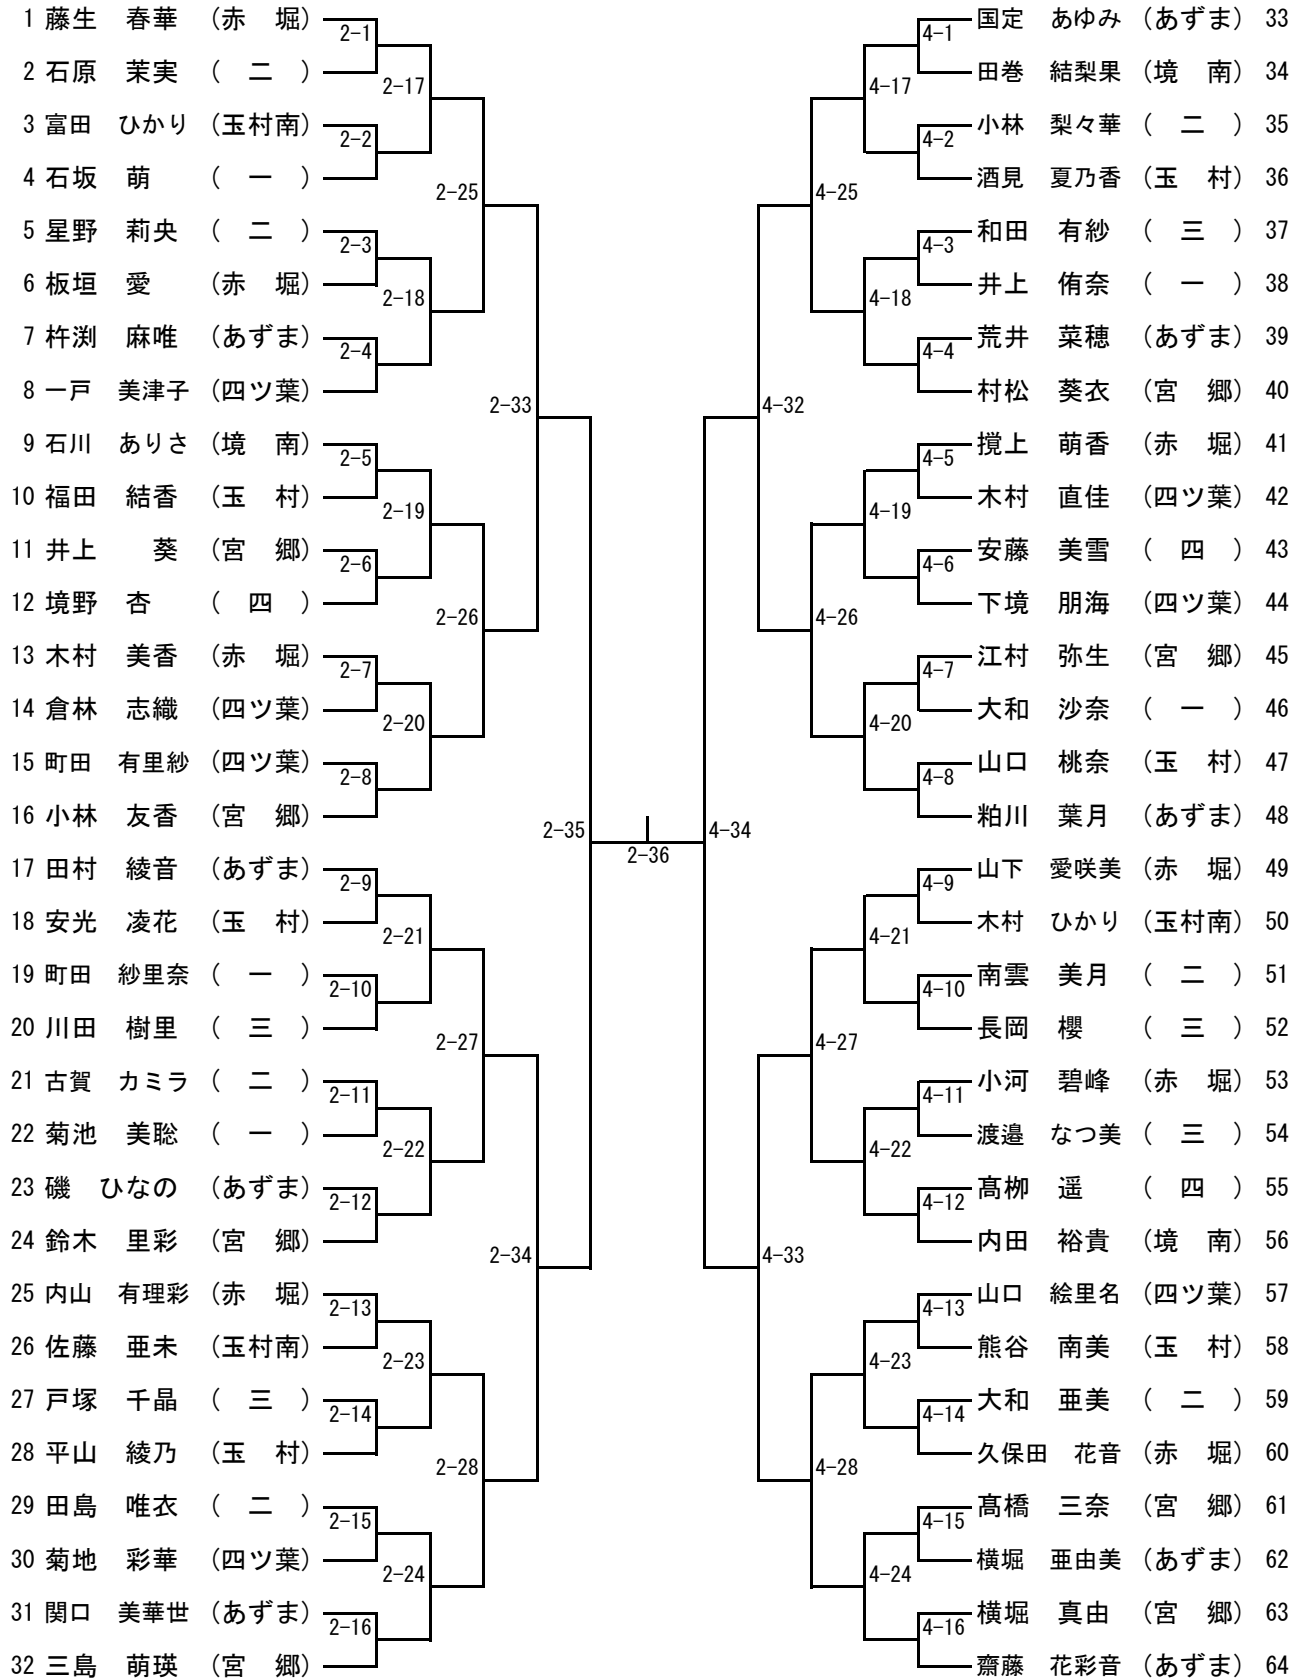 1 藤生　春華 （赤　堀）
2 石原　茉実 （　二　）
3 富田　ひかり （玉村南）
4 石坂　萌 （　一　）
5 星野　莉央 （　二　）
6 板垣　愛 （赤　堀）
7 杵渕　麻唯 （あずま）
8 一戸　美津子 （四ツ葉）
9 石川　ありさ （境　南）
10 福田　結香 （玉　村）
11 井上　葵 （宮　郷）
12 境野　杏 （　四　）
13 木村　美香 （赤　堀）
14 倉林　志織 （四ツ葉）
15 町田　有里紗 （四ツ葉）
16 小林　友香 （宮　郷）
17 田村　綾音 （あずま）
18 安光　凌花 （玉　村）
19 町田　紗里奈 （　一　）
20 川田　樹里 （　三　）
21 古賀　カミラ （　二　）
22 菊池　美聡 （　一　）
23 磯　ひなの （あずま）
24 鈴木　里彩 （宮　郷）
25 内山　有理彩 （赤　堀）
26 佐藤　亜未 （玉村南）
27 戸塚　千晶 （　三　）
28 平山　綾乃 （玉　村）
29 田島　唯衣 （　二　）
30 菊地　彩華 （四ツ葉）
31 関口　美華世 （あずま）
32 三島　萌瑛 （宮　郷）
2-1
2-2
2-3
2-4
2-5
2-6
2-7
2-8
2-9
2-10
2-11
2-12
2-13
2-14
2-15
2-16
2-17
2-18
2-19
2-20
2-21
2-22
2-23
2-24
2-25
2-26
2-27
2-28
2-33
2-34
2-35
2-36
4-34
4-32
4-33
4-25
4-26
4-27
4-28
4-17
4-18
4-19
4-20
4-21
4-22
4-23
4-24
4-1
4-2
4-3
4-4
4-5
4-6
4-7
4-8
4-9
4-10
4-11
4-12
4-13
4-14
4-15
4-16
国定　あゆみ （あずま） 33
田巻　結梨果 （境　南） 34
小林　梨々華 （　二　） 35
酒見　夏乃香 （玉　村） 36
和田　有紗 （　三　） 37
井上　侑奈 （　一　） 38
荒井　菜穂 （あずま） 39
村松　葵衣 （宮　郷） 40
撹上　萌香 （赤　堀） 41
木村　直佳 （四ツ葉） 42
安藤　美雪 （　四　） 43
下境　朋海 （四ツ葉） 44
江村　弥生 （宮　郷） 45
大和　沙奈 （　一　） 46
山口　桃奈 （玉　村） 47
粕川　葉月 （あずま） 48
山下　愛咲美 （赤　堀） 49
木村　ひかり （玉村南） 50
南雲　美月 （　二　） 51
長岡　櫻 （　三　） 52
小河　碧峰 （赤　堀） 53
渡邉　なつ美 （　三　） 54
髙栁　遥 （　四　） 55
内田　裕貴 （境　南） 56
山口　絵里名 （四ツ葉） 57
熊谷　南美 （玉　村） 58
大和　亜美 （　二　） 59
久保田　花音 （赤　堀） 60
髙橋　三奈 （宮　郷） 61
横堀　亜由美 （あずま） 62
横堀　真由 （宮　郷） 63
齋藤　花彩音 （あずま） 64